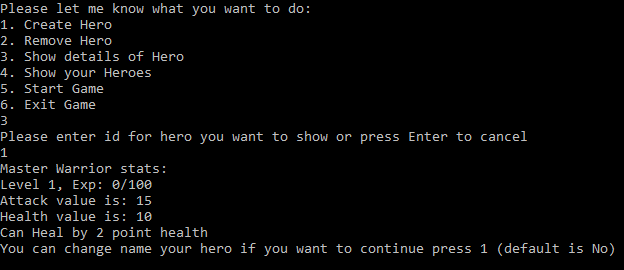 Please let me know what you want to do:
1. Create Hero
2. Remove Hero
3. Show details of Hero
4. Show your Heroes
5. Start Game
6. Exit Game
3
Please enter id for hero you want to show or press Enter to cancel
1
Master Warrior stats:
Level 1, Exp: 0/100
Attack value is: 15
Health value is: 10
Can Heal by 2 point health
You can change name your hero if you want to continue press 1 (default is No)